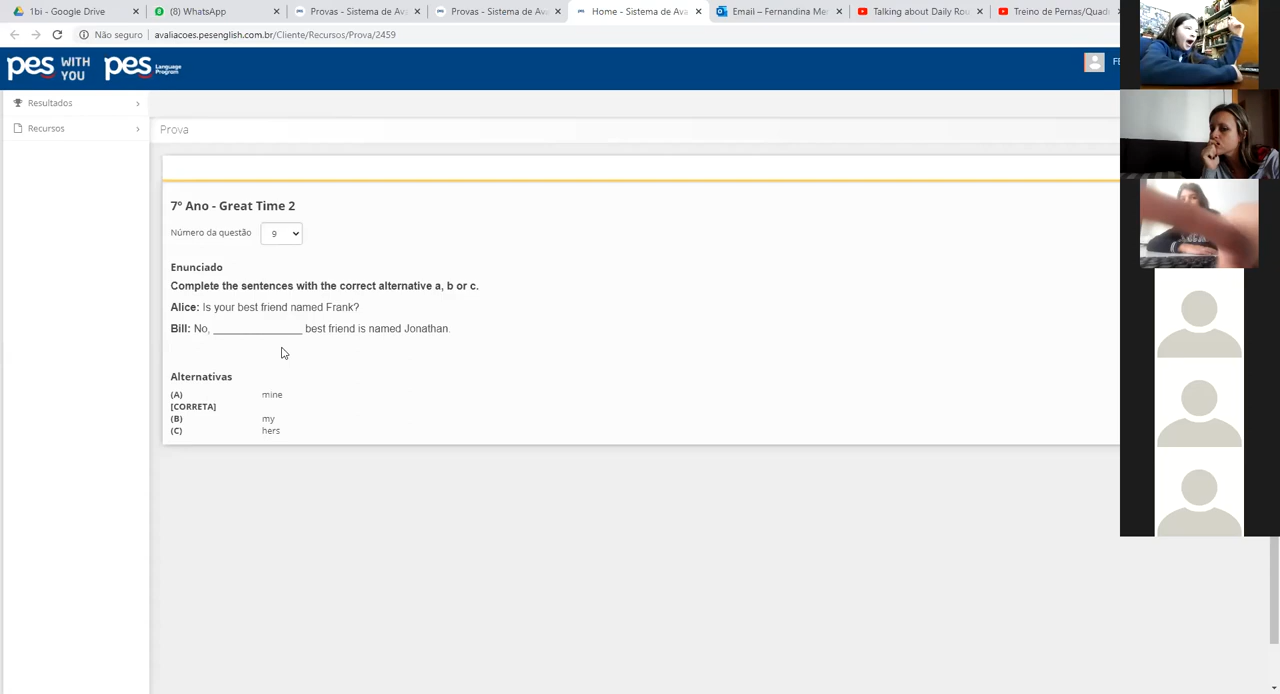 1bi - Google Drive
(8) WhatsApp
Provas - Sistema de Ava
Provas - Sistema de Ava
Home - Sistema de Ava
Email – Fernandina Me
Talking about Daily Rou
Treino de Pernas/Quadr
Não seguro
avaliacoes.pesenglish.com.br/Cliente/Recursos/Prova/2459
pes WITH YOU
pes Language Program
FE
Resultados
Recursos
Prova
7º Ano - Great Time 2
Número da questão 9
Enunciado
Complete the sentences with the correct alternative a, b or c.
Alice: Is your best friend named Frank?
Bill: No, ________________ best friend is named Jonathan.
Alternativas
(A) mine
[CORRETA]
(B) my
(C) hers